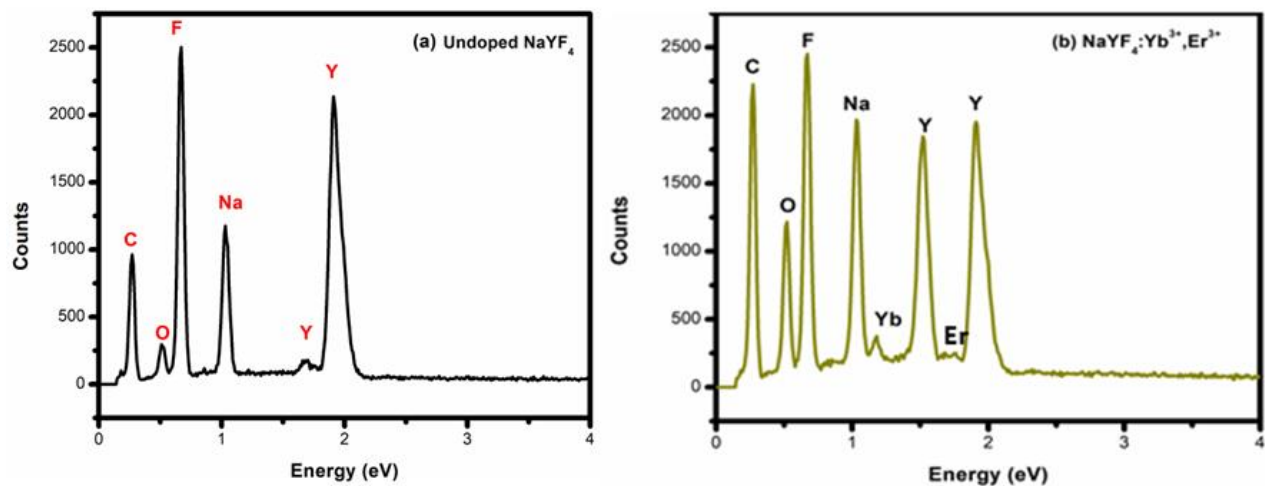 (a) Undoped NaYF₄
F
Y
Na
C
O
Y
2500
2000
1500
1000
500
0
Counts
0 1 2 3 4
Energy (eV)
(b) NaYF₄:Yb³⁺,Er³⁺
F
C
Na
Y
Y
O
Yb
Er
2500
2000
1500
1000
500
0
Counts
0 1 2 3 4
Energy (eV)